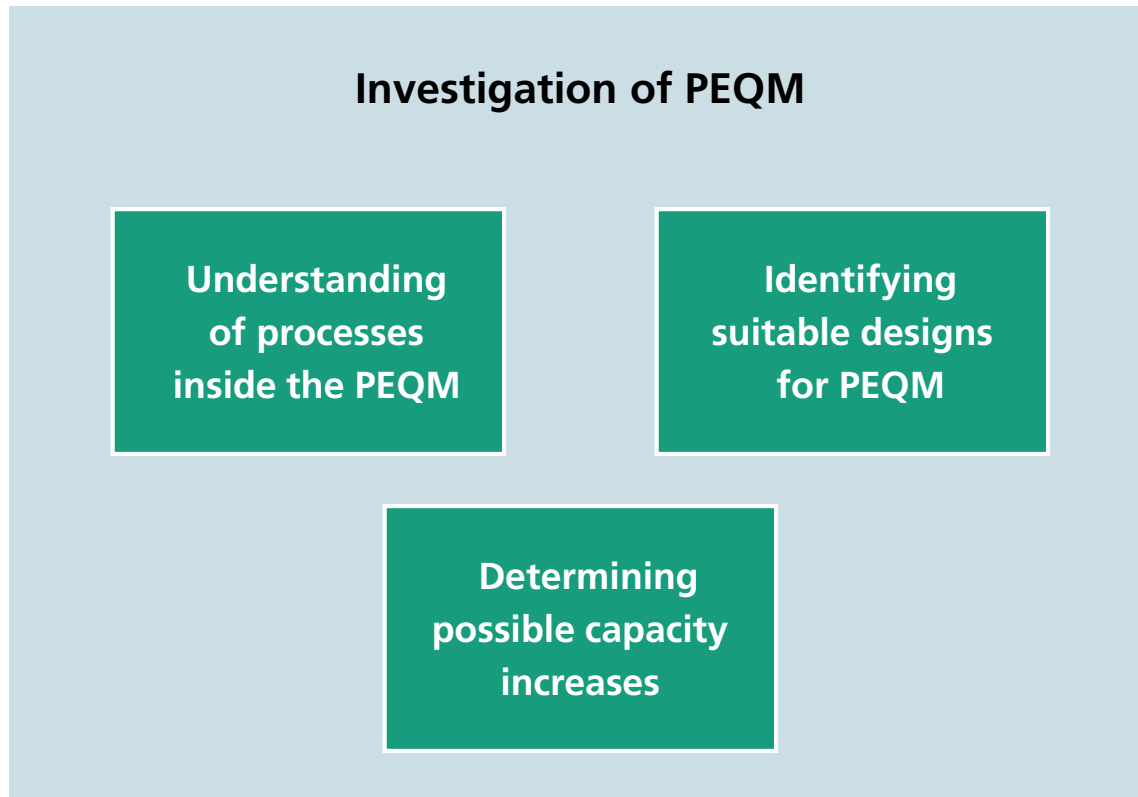 Investigation of PEQM
Understanding
of processes
inside the PEQM
Identifying
suitable designs
for PEQM
Determining
possible capacity
increases